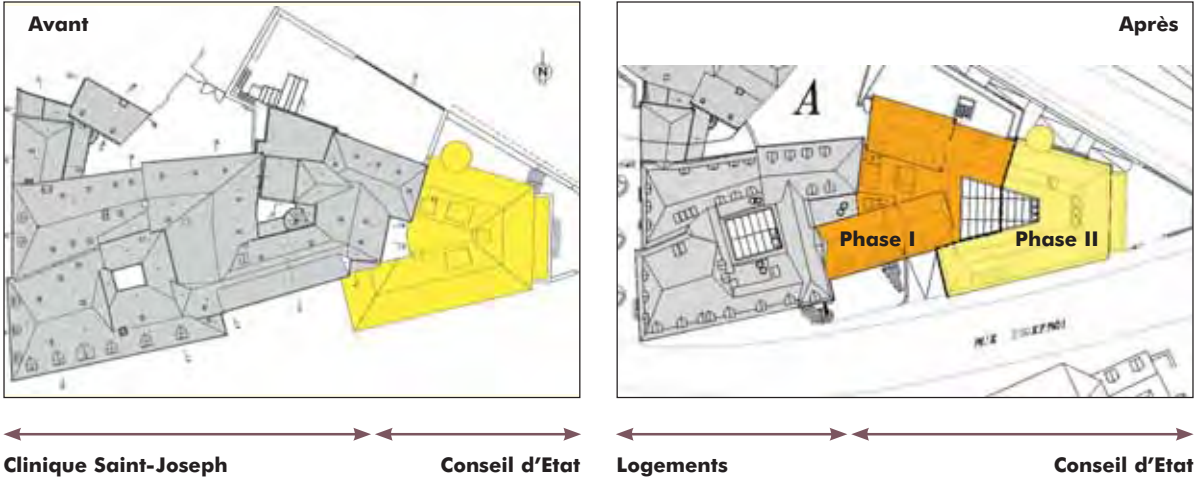 Avant
N
Clinique Saint-Joseph
Conseil d'Etat
Après
A
Phase I
Phase II
Logements
Conseil d'Etat